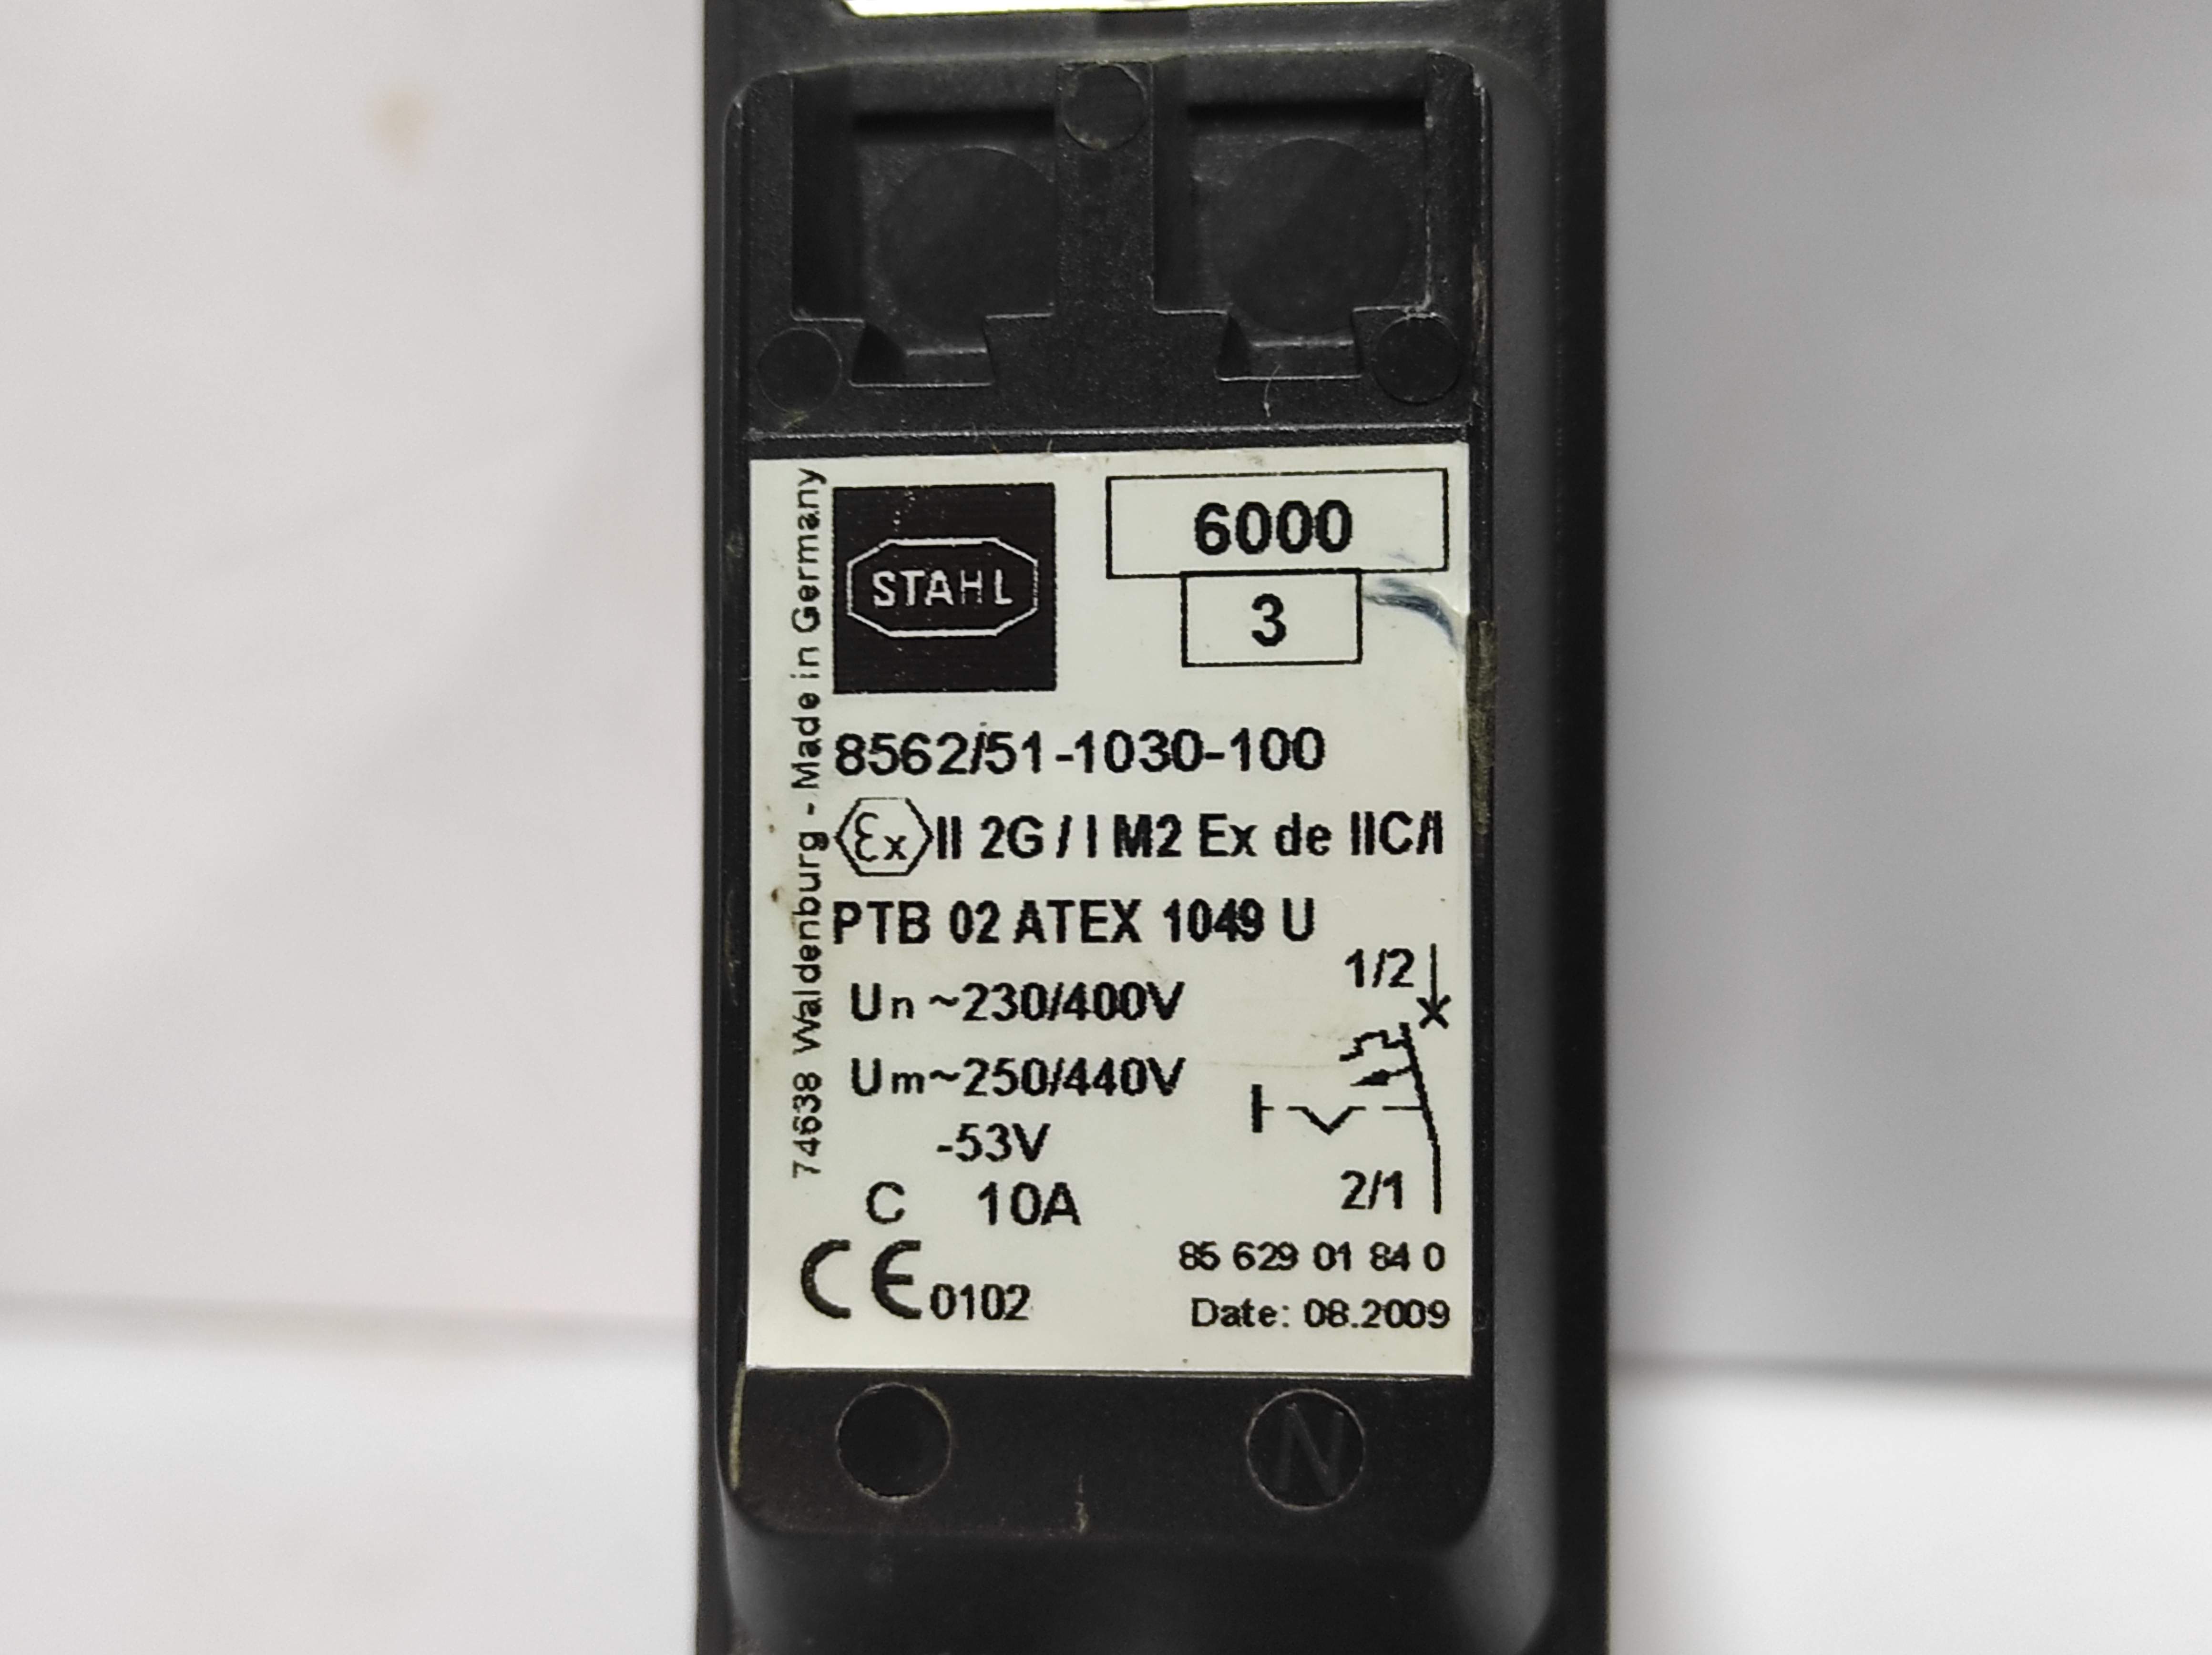 STAHL
6000
3
74638 Waldenburg - Made in Germany
8562/51-1030-100
Ex II 2G / I M2 Ex de IIC/I
PTB 02 ATEX 1049 U
Un ~230/400V
Um~250/440V
-53V
C 10A
1/2
2/1
CE 0102
85 629 01 84 0
Date: 08.2009
N